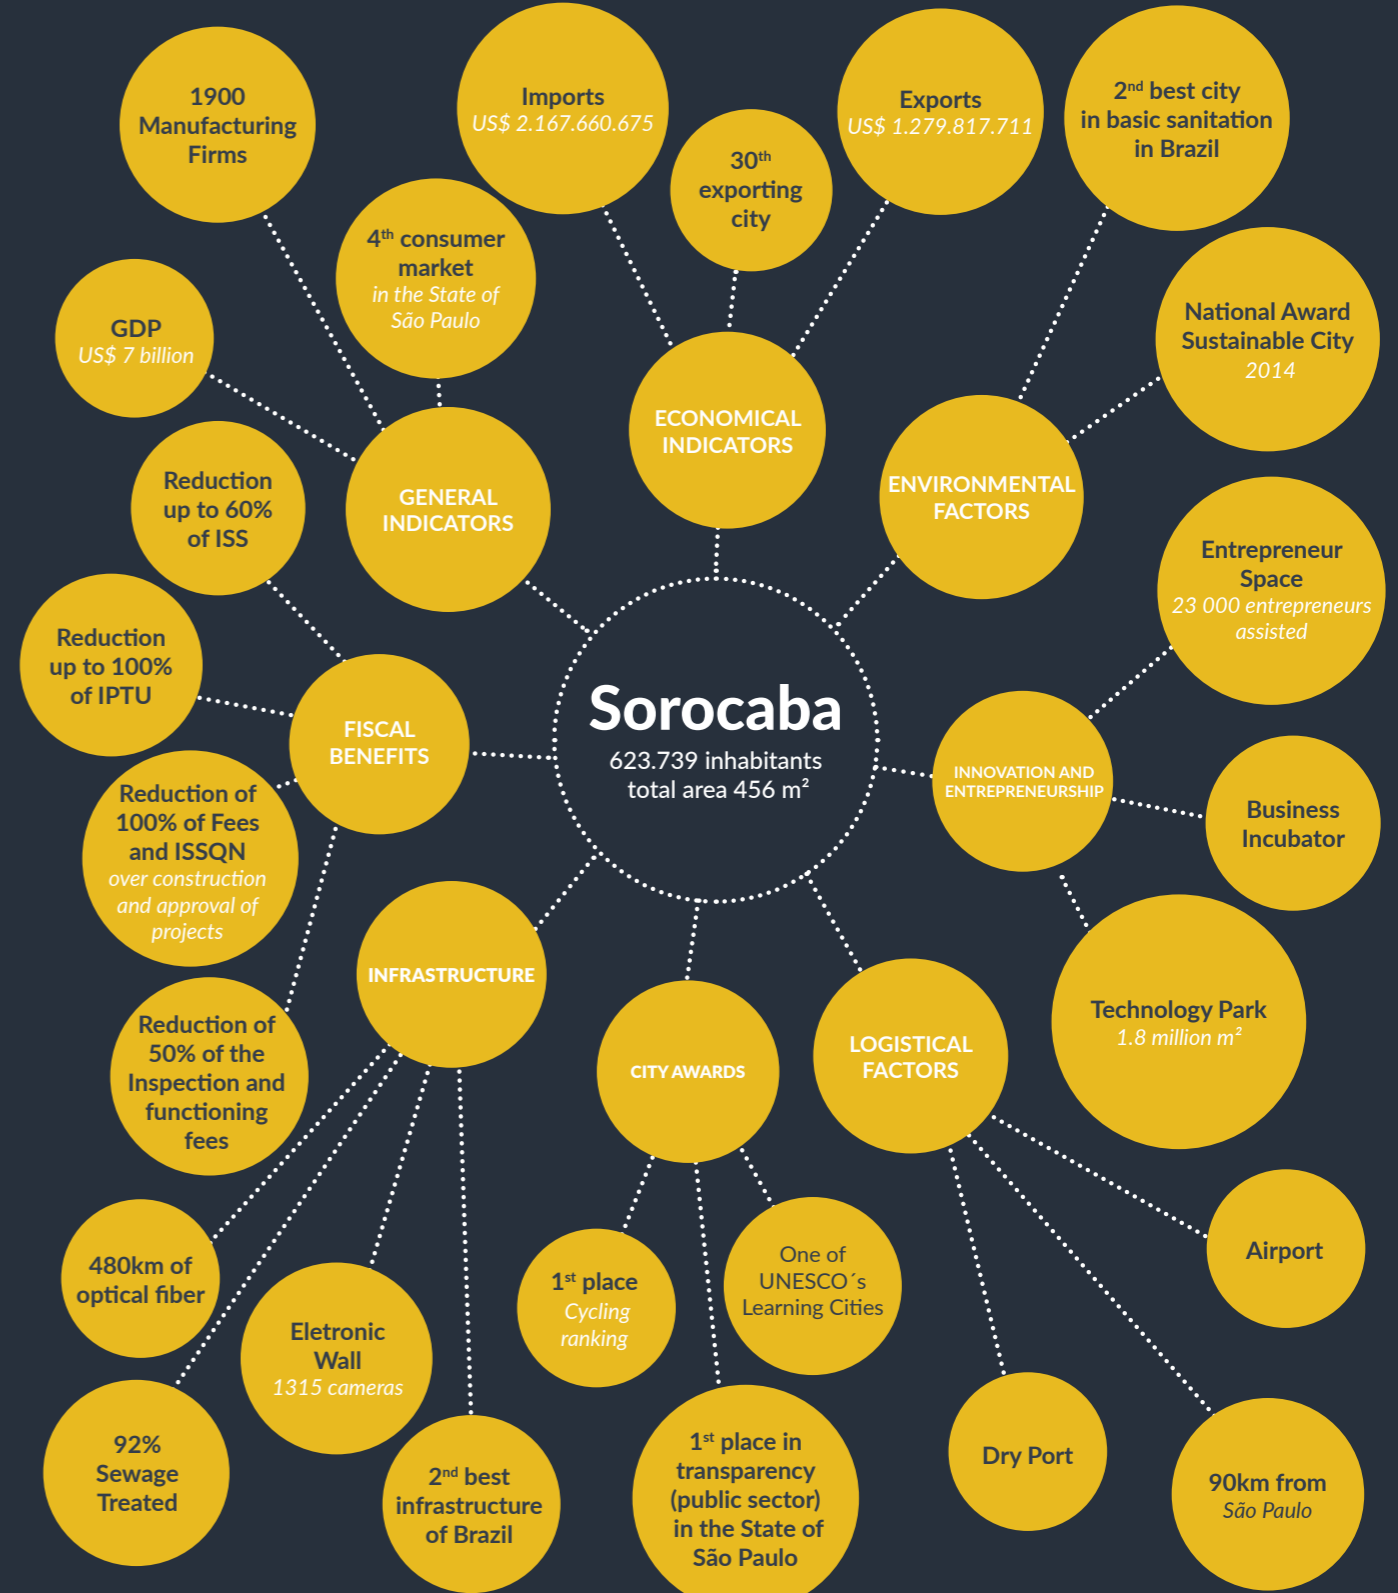 Sorocaba
623.739 inhabitants
total area 456 m²
GENERAL
INDICATORS
1900
Manufacturing
Firms
4th consumer
market
in the State of
São Paulo
GDP
US$ 7 billion
ECONOMICAL
INDICATORS
Imports
US$ 2.167.660.675
30th
exporting
city
Exports
US$ 1.279.817.711
ENVIRONMENTAL
FACTORS
2nd best city
in basic sanitation
in Brazil
National Award
Sustainable City
2014
INNOVATION AND
ENTREPRENEURSHIP
Entrepreneur
Space
23 000 entrepreneurs
assisted
Business
Incubator
Technology Park
1.8 million m²
LOGISTICAL
FACTORS
Airport
90km from
São Paulo
Dry Port
CITY AWARDS
One of
UNESCO´s
Learning Cities
1st place in
transparency
(public sector)
in the State of
São Paulo
1st place
Cycling
ranking
INFRASTRUCTURE
2nd best
infrastructure
of Brazil
Eletronic
Wall
1315 cameras
92%
Sewage
Treated
480km of
optical fiber
FISCAL
BENEFITS
Reduction of
50% of the
Inspection and
functioning
fees
Reduction of
100% of Fees
and ISSQN
over construction
and approval of
projects
Reduction
up to 100%
of IPTU
Reduction
up to 60%
of ISS